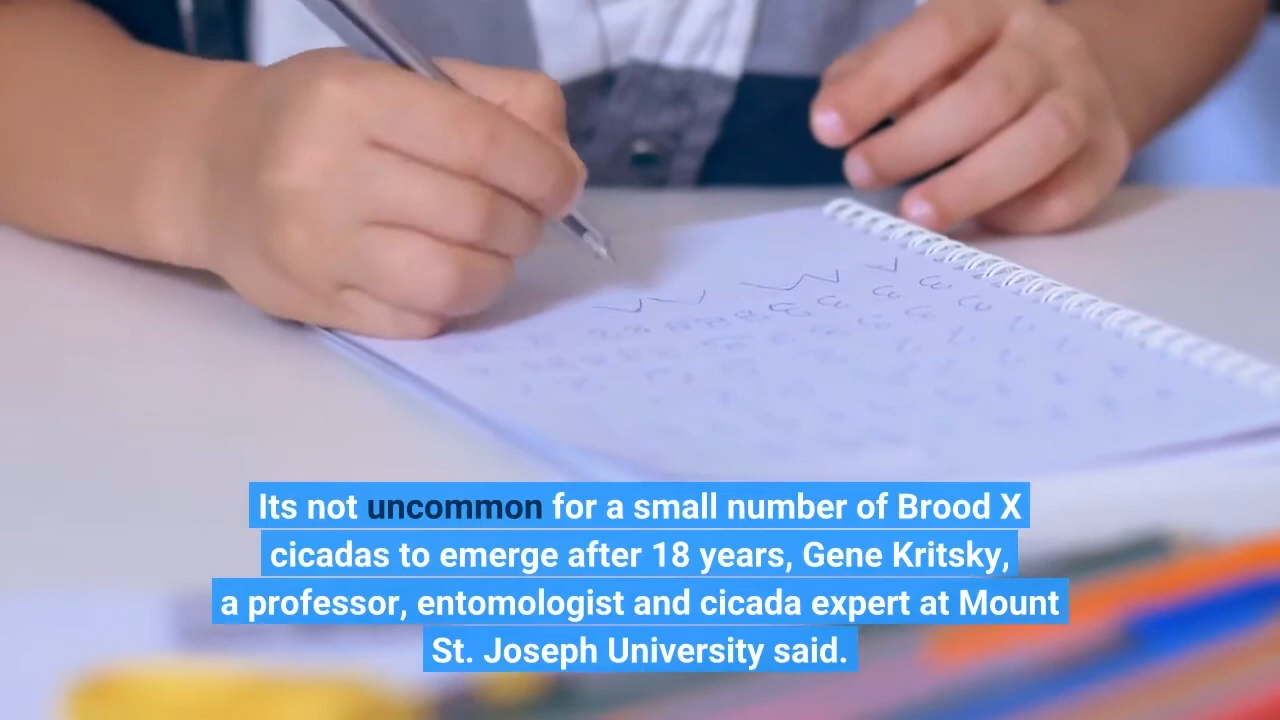 Its not uncommon for a small number of Brood X
cicadas to emerge after 18 years, Gene Kritsky,
a professor, entomologist and cicada expert at Mount
St. Joseph University said.